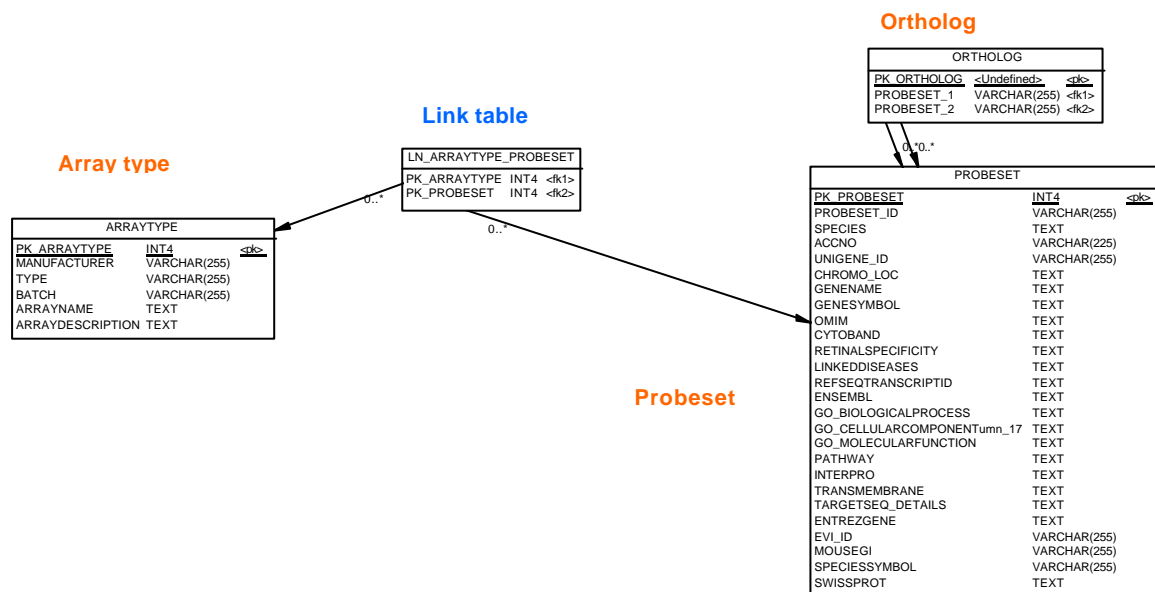 Ortholog
ORTHOLOG
PK_ORTHOLOG <Undefined> <pk>
PROBESET_1 VARCHAR(255) <fk1>
PROBESET_2 VARCHAR(255) <fk2>
0..*0..*
Link table
LN_ARRAYTYPE_PROBESET
PK_ARRAYTYPE INT4 <fk1>
PK_PROBESET INT4 <fk2>
0..*
0..*
Array type
ARRAYTYPE
PK_ARRAYTYPE INT4 <pk>
MANUFACTURER VARCHAR(255)
TYPE VARCHAR(255)
BATCH VARCHAR(255)
ARRAYNAME TEXT
ARRAYDESCRIPTION TEXT
Probeset
PROBESET
PK_PROBESET INT4 <pk>
PROBESET_ID VARCHAR(255)
SPECIES TEXT
ACCNO VARCHAR(225)
UNIGENE_ID VARCHAR(255)
CHROMO_LOC TEXT
GENENAME TEXT
GENESYMBOL TEXT
OMIM TEXT
CYTOBAND TEXT
RETINALSPECIFICITY TEXT
LINKEDDISEASES TEXT
REFSEQTRANSCRIPTID TEXT
ENSEMBL TEXT
GO_BIOLOGICALPROCESS TEXT
GO_CELLULARCOMPONENTumn_17 TEXT
GO_MOLECULARFUNCTION TEXT
PATHWAY TEXT
INTERPRO TEXT
TRANSMEMBRANE TEXT
TARGETSEQ_DETAILS TEXT
ENTREZGENE TEXT
EVI_ID VARCHAR(255)
MOUSEGI VARCHAR(255)
SPECIESSYMBOL VARCHAR(255)
SWISSPROT TEXT